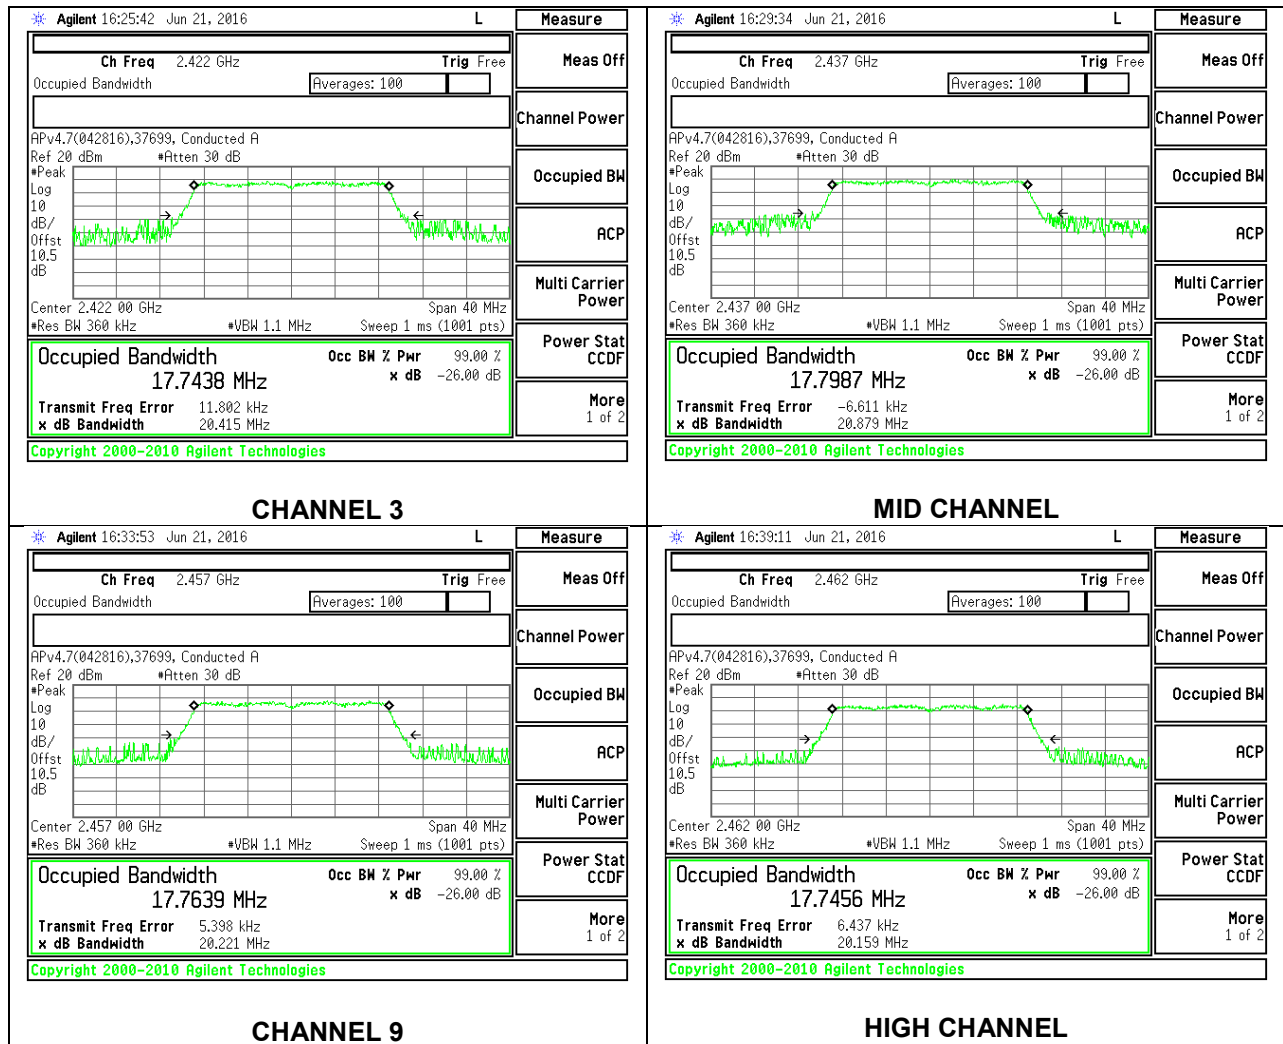 Agilent 16:25:42 Jun 21, 2016 L Measure
Ch Freq 2.422 GHz Trig Free
Meas Off
Occupied Bandwidth Averages: 100
Channel Power
APv4.7(042816),37699, Conducted A
Ref 20 dBm #Atten 30 dB
#Peak
Occupied BW
Log
10
dB/
ACP
Offst
10.5
dB
Multi Carrier
Power
Center 2.422 00 GHz Span 40 MHz
#Res BW 360 kHz #VBW 1.1 MHz Sweep 1 ms (1001 pts)
Power Stat
CCDF
Occupied Bandwidth Occ BW % Pwr 99.00 %
17.7438 MHz x dB -26.00 dB
More
1 of 2
Transmit Freq Error 11.802 kHz
x dB Bandwidth 20.415 MHz
Copyright 2000-2010 Agilent Technologies
CHANNEL 3
Agilent 16:29:34 Jun 21, 2016 L Measure
Ch Freq 2.437 GHz Trig Free
Meas Off
Occupied Bandwidth Averages: 100
Channel Power
APv4.7(042816),37699, Conducted A
Ref 20 dBm #Atten 30 dB
#Peak
Occupied BW
Log
10
dB/
ACP
Offst
10.5
dB
Multi Carrier
Power
Center 2.437 00 GHz Span 40 MHz
#Res BW 360 kHz #VBW 1.1 MHz Sweep 1 ms (1001 pts)
Power Stat
CCDF
Occupied Bandwidth Occ BW % Pwr 99.00 %
17.7987 MHz x dB -26.00 dB
More
1 of 2
Transmit Freq Error -6.611 kHz
x dB Bandwidth 20.879 MHz
Copyright 2000-2010 Agilent Technologies
MID CHANNEL
Agilent 16:33:53 Jun 21, 2016 L Measure
Ch Freq 2.457 GHz Trig Free
Meas Off
Occupied Bandwidth Averages: 100
Channel Power
APv4.7(042816),37699, Conducted A
Ref 20 dBm #Atten 30 dB
#Peak
Occupied BW
Log
10
dB/
ACP
Offst
10.5
dB
Multi Carrier
Power
Center 2.457 00 GHz Span 40 MHz
#Res BW 360 kHz #VBW 1.1 MHz Sweep 1 ms (1001 pts)
Power Stat
CCDF
Occupied Bandwidth Occ BW % Pwr 99.00 %
17.7639 MHz x dB -26.00 dB
More
1 of 2
Transmit Freq Error 5.398 kHz
x dB Bandwidth 20.221 MHz
Copyright 2000-2010 Agilent Technologies
CHANNEL 9
Agilent 16:39:11 Jun 21, 2016 L Measure
Ch Freq 2.462 GHz Trig Free
Meas Off
Occupied Bandwidth Averages: 100
Channel Power
APv4.7(042816),37699, Conducted A
Ref 20 dBm #Atten 30 dB
#Peak
Occupied BW
Log
10
dB/
ACP
Offst
10.5
dB
Multi Carrier
Power
Center 2.462 00 GHz Span 40 MHz
#Res BW 360 kHz #VBW 1.1 MHz Sweep 1 ms (1001 pts)
Power Stat
CCDF
Occupied Bandwidth Occ BW % Pwr 99.00 %
17.7456 MHz x dB -26.00 dB
More
1 of 2
Transmit Freq Error 6.437 kHz
x dB Bandwidth 20.159 MHz
Copyright 2000-2010 Agilent Technologies
HIGH CHANNEL